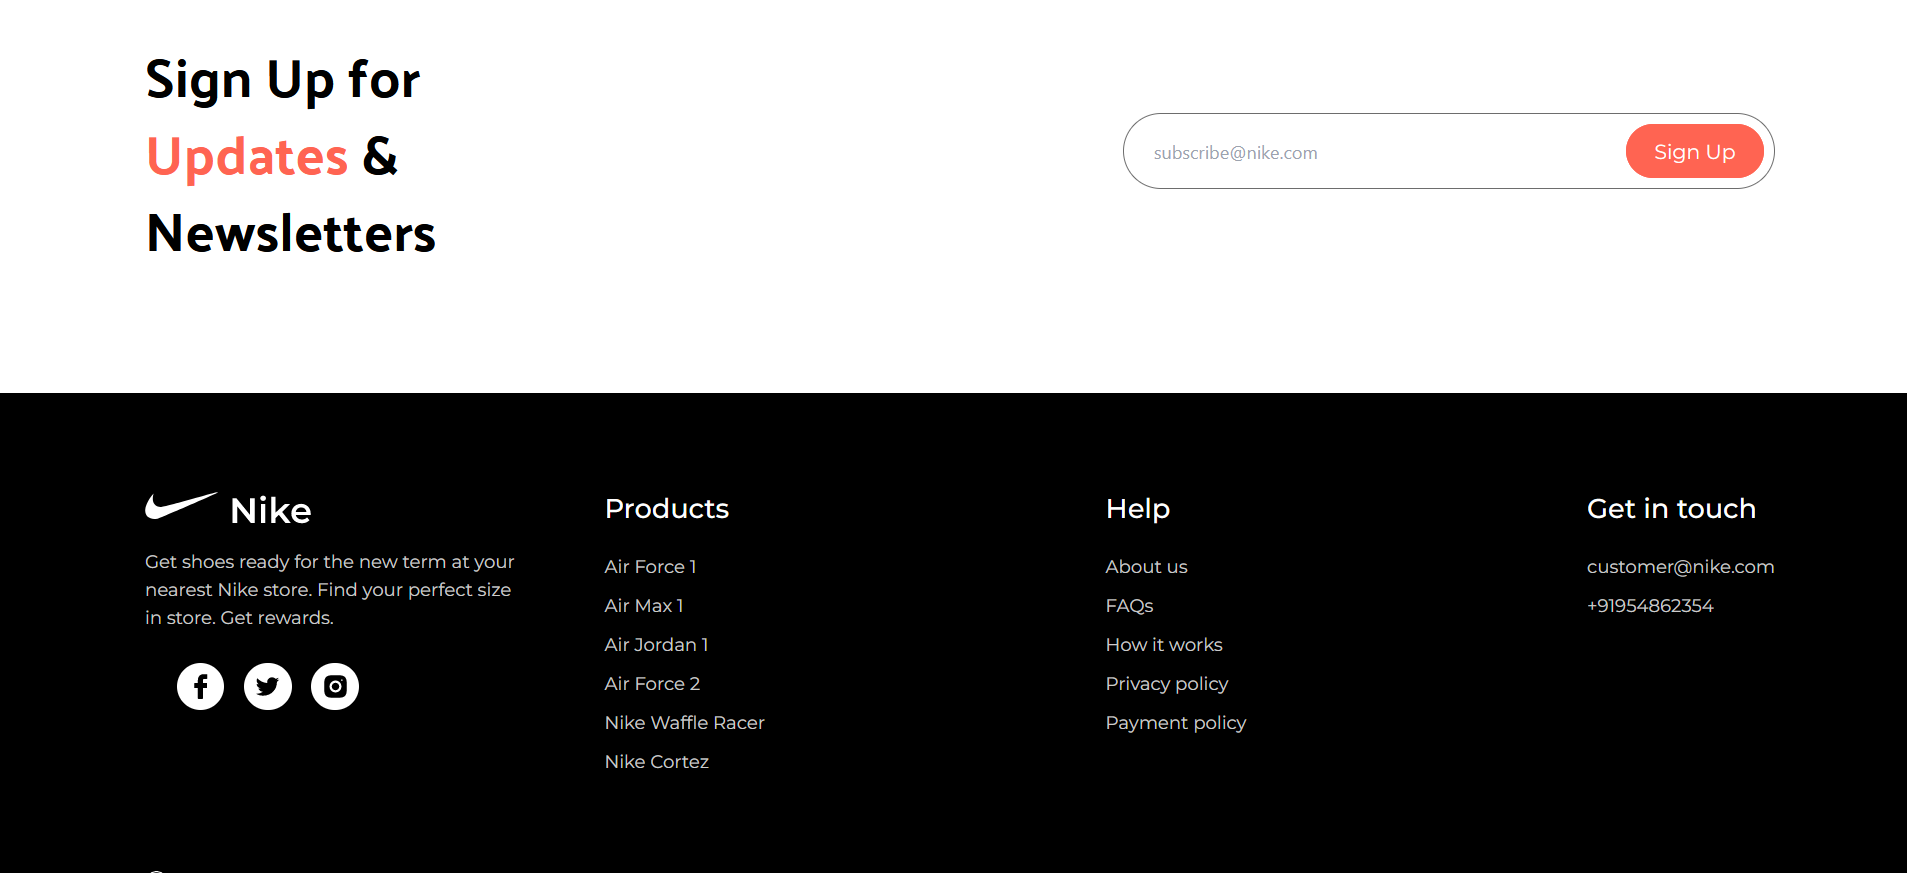 Sign Up for
Updates &
Newsletters
subscribe@nike.com
Sign Up
Nike
Get shoes ready for the new term at your
nearest Nike store. Find your perfect size
in store. Get rewards.
Products
Air Force 1
Air Max 1
Air Jordan 1
Air Force 2
Nike Waffle Racer
Nike Cortez
Help
About us
FAQs
How it works
Privacy policy
Payment policy
Get in touch
customer@nike.com
+91954862354